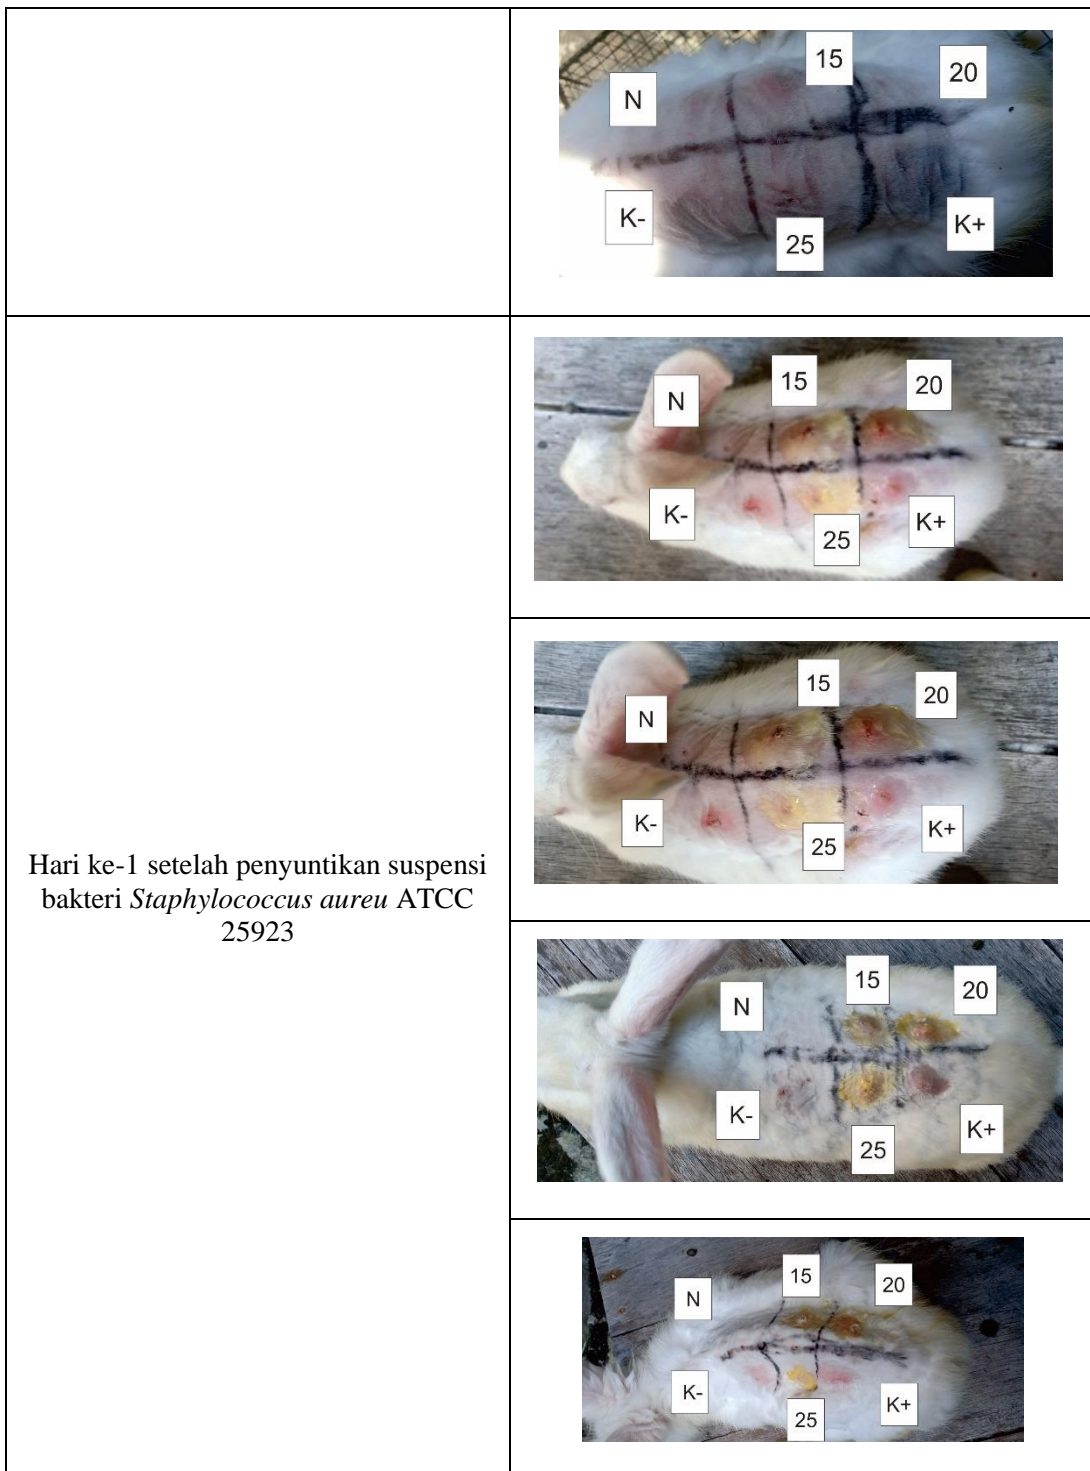 15
20
N
K-
K+
25
15
20
N
K-
K+
25
15
20
N
K-
K+
25
Hari ke-1 setelah penyuntikan suspensi
bakteri Staphylococcus aureu ATCC
25923
15
20
N
K-
K+
25
15
20
N
K-
K+
25